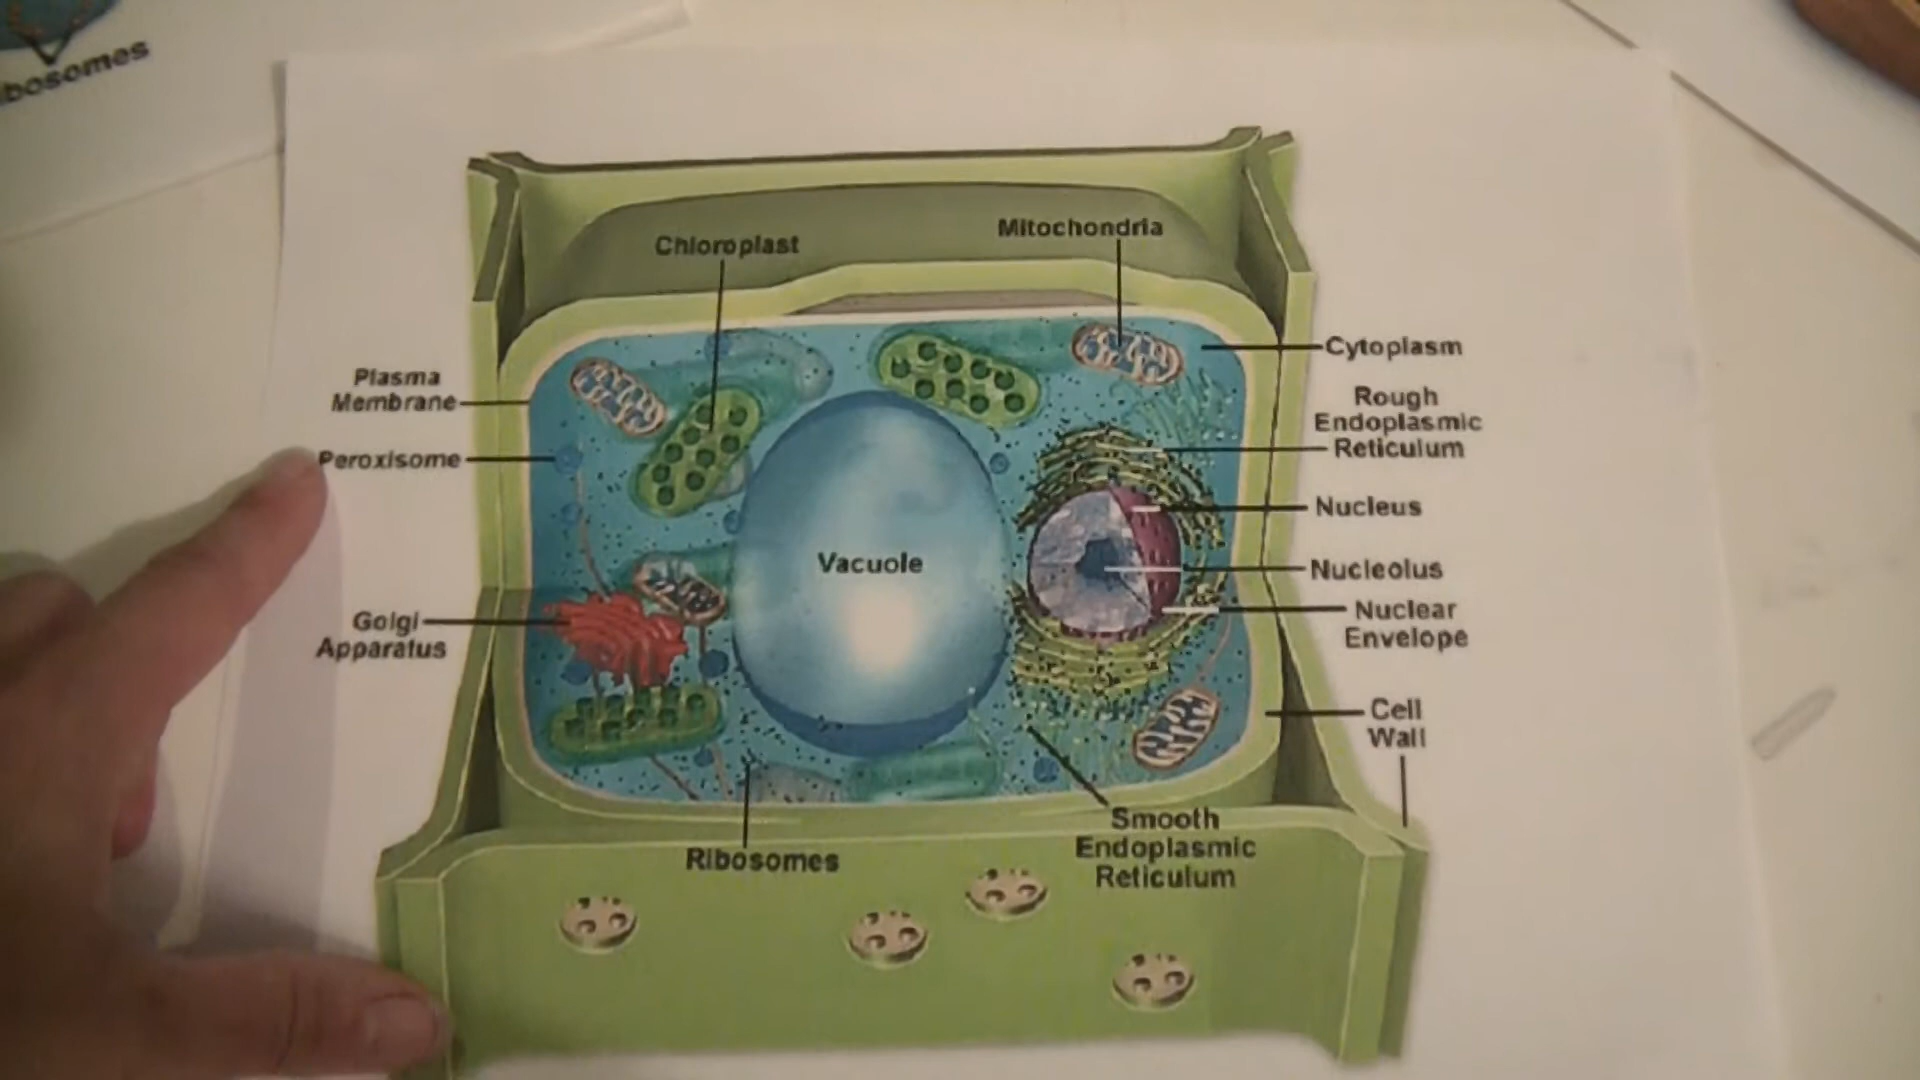 ibosomes
Chloroplast
Mitochondria
Plasma
Membrane
Cytoplasm
Rough
Endoplasmic
Reticulum
Peroxisome
Nucleus
Vacuole
Nucleolus
Golgi
Apparatus
Nuclear
Envelope
Cell
Wall
Ribosomes
Smooth
Endoplasmic
Reticulum